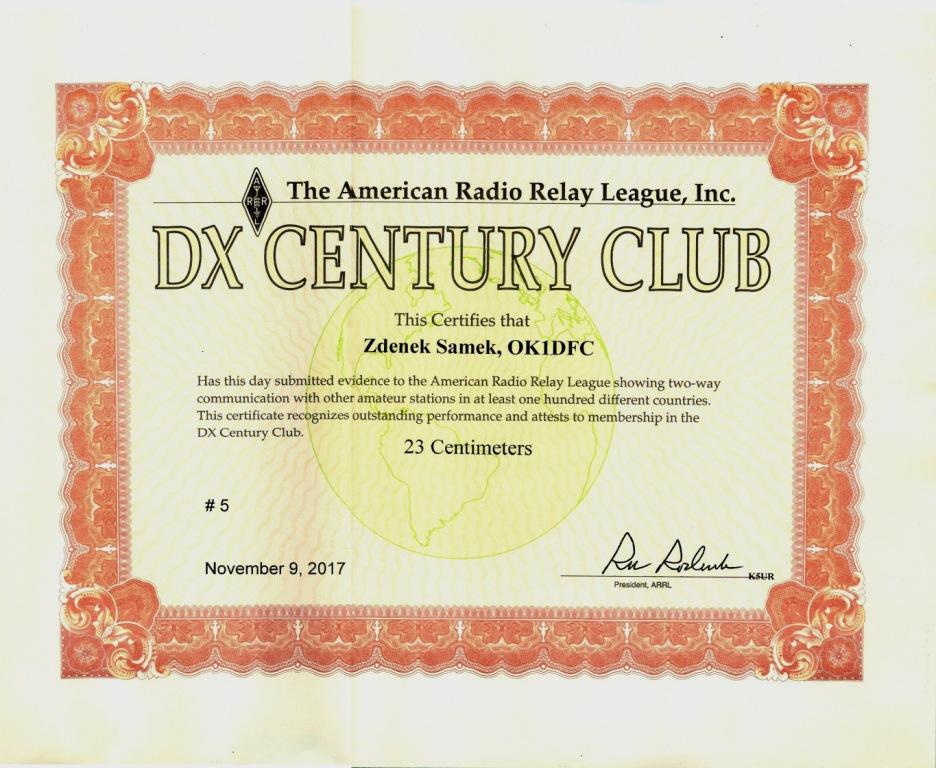 ARRL
The American Radio Relay League, Inc.
DX CENTURY CLUB
This Certifies that
Zdenek Samek, OK1DFC
Has this day submitted evidence to the American Radio Relay League showing two-way
communication with other amateur stations in at least one hundred different countries.
This certificate recognizes outstanding performance and attests to membership in the
DX Century Club.
23 Centimeters
# 5
November 9, 2017
K5UR
President, ARRL